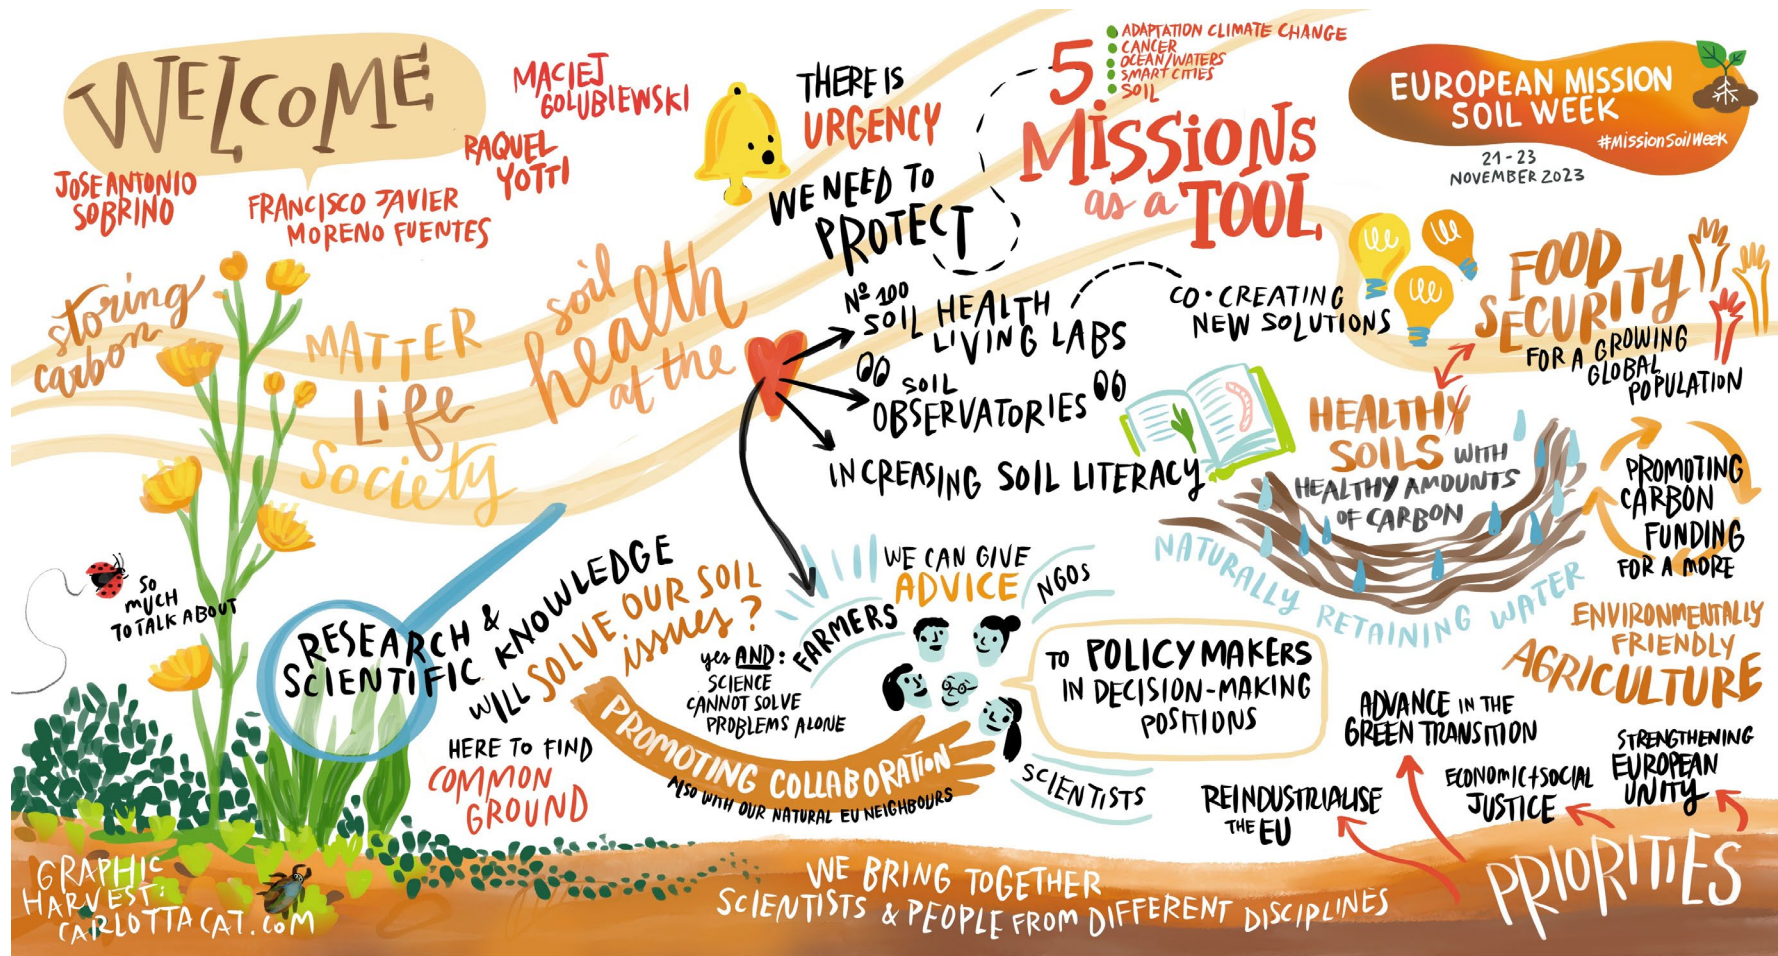 WELCOME
JOSE ANTONIO
SOBRINO
FRANCISCO JAVIER
MORENO FUENTES
RAQUEL
YOTTI
MACIEJ
GOLUBIEWSKI
THERE IS
URGENCY
WE NEED TO
PROTECT
5
ADAPTATION CLIMATE CHANGE
CANCER
OCEAN/WATERS
SMART CITIES
SOIL
MISSIONS
as a TOOL
EUROPEAN MISSION
SOIL WEEK
#MissionSoilWeek
21-23
NOVEMBER 2023
storing
carbon
MATTER
Life
Society
soil
health
at the
Nº 100
SOIL HEALTH
LIVING LABS
CO·CREATING
NEW SOLUTIONS
SOIL
OBSERVATORIES
INCREASING SOIL LITERACY
FOOD
SECURITY
FOR A GROWING
GLOBAL
POPULATION
HEALTHY
SOILS WITH
HEALTHY AMOUNTS
OF CARBON
NATURALLY RETAINING WATER
PROMOTING
CARBON
FUNDING
FOR A MORE
ENVIRONMENTALLY
FRIENDLY
AGRICULTURE
SO
MUCH
TO TALK ABOUT
RESEARCH &
SCIENTIFIC KNOWLEDGE
WILL SOLVE OUR SOIL
issues?
yes AND:
SCIENCE
CANNOT SOLVE
PROBLEMS ALONE
HERE TO FIND
COMMON
GROUND
PROMOTING COLLABORATION
ALSO WITH OUR NATURAL EU NEIGHBOURS
WE CAN GIVE
ADVICE
FARMERS
NGOs
SCIENTISTS
TO POLICY MAKERS
IN DECISION-MAKING
POSITIONS
ADVANCE IN THE
GREEN TRANSITION
REINDUSTRIALISE
THE EU
ECONOMIC + SOCIAL
JUSTICE
STRENGTHENING
EUROPEAN
UNITY
PRIORITIES
WE BRING TOGETHER
SCIENTISTS & PEOPLE FROM DIFFERENT DISCIPLINES
GRAPHIC
HARVEST:
CARLOTTACAT.COM